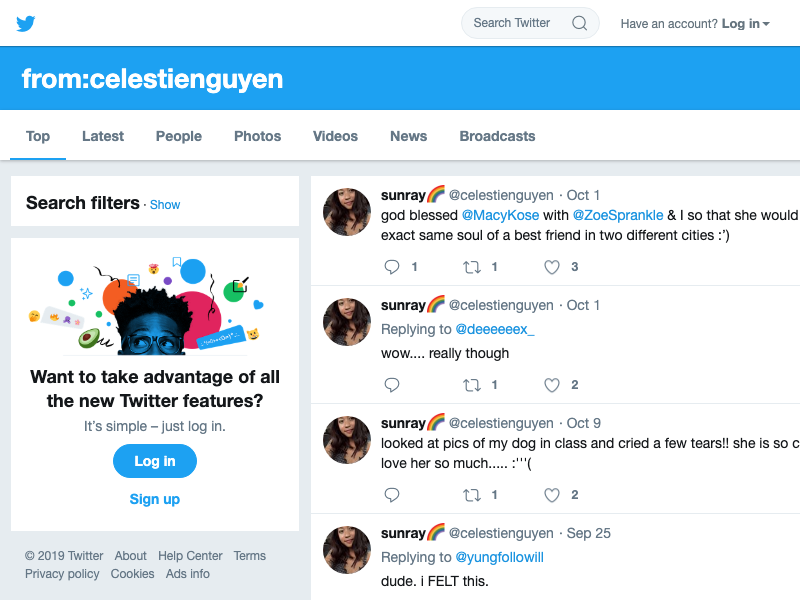 Search Twitter
Have an account? Log in
from:celestienguyen
Top Latest People Photos Videos News Broadcasts
Search filters · Show
Want to take advantage of all
the new Twitter features?
It's simple – just log in.
Log in
Sign up
© 2019 Twitter About Help Center Terms
Privacy policy Cookies Ads info
sunray🌈 @celestienguyen · Oct 1
god blessed @MacyKose with @ZoeSprankle & I so that she would
exact same soul of a best friend in two different cities :')
1 1 3
sunray🌈 @celestienguyen · Oct 1
Replying to @deeeeeex_
wow.... really though
1 2
sunray🌈 @celestienguyen · Oct 9
looked at pics of my dog in class and cried a few tears!! she is so c
love her so much..... :'''(
1 2
sunray🌈 @celestienguyen · Sep 25
Replying to @yungfollowill
dude. i FELT this.